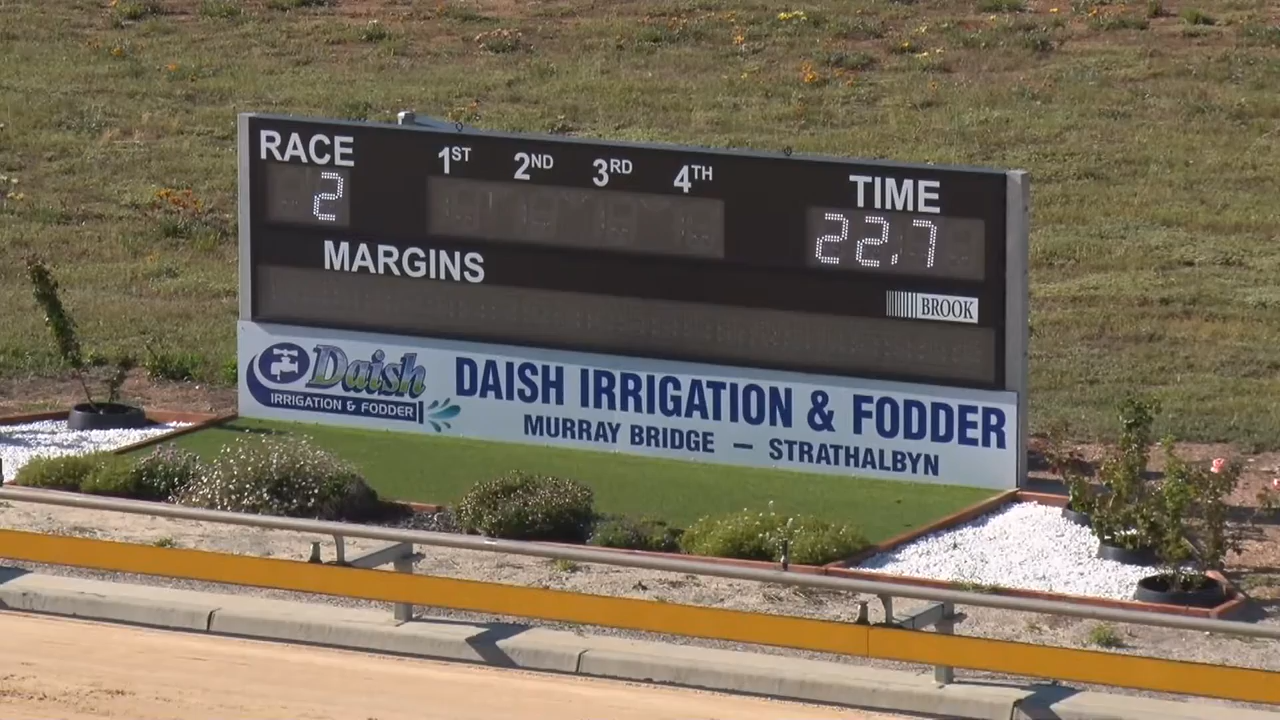 RACE 1ST 2ND 3RD 4TH TIME
2 22.7
MARGINS
BROOK
Daish
IRRIGATION & FODDER
DAISH IRRIGATION & FODDER
MURRAY BRIDGE — STRATHALBYN